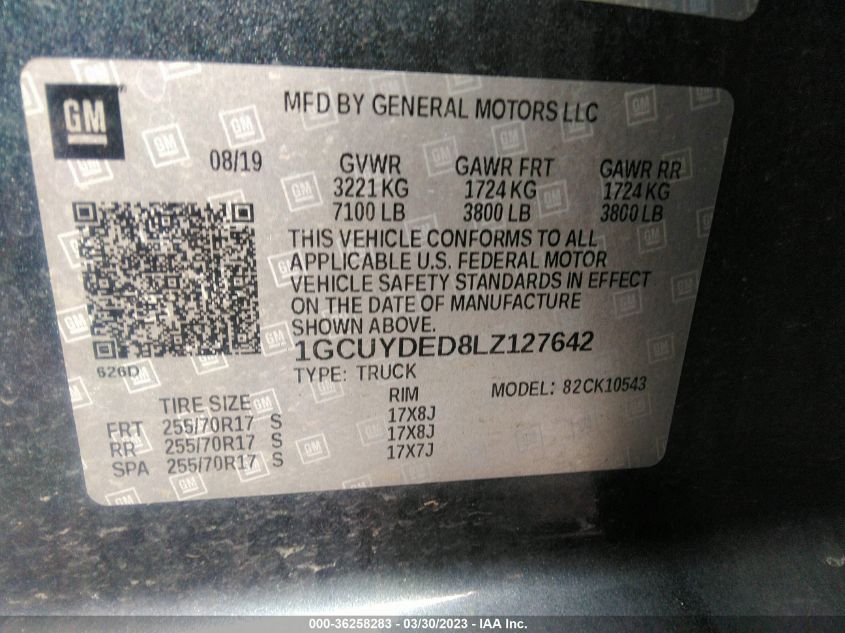 GM
MFD BY GENERAL MOTORS LLC
08/19 GVWR GAWR FRT GAWR RR
3221 KG 1724 KG 1724 KG
7100 LB 3800 LB 3800 LB
THIS VEHICLE CONFORMS TO ALL
APPLICABLE U.S. FEDERAL MOTOR
VEHICLE SAFETY STANDARDS IN EFFECT
ON THE DATE OF MANUFACTURE
SHOWN ABOVE.
1GCUYDED8LZ127642
626D
TYPE: TRUCK MODEL: 82CK10543
TIRE SIZE RIM
FRT 255/70R17 S 17X8J
RR 255/70R17 S 17X8J
SPA 255/70R17 S 17X7J
000-36258283 - 03/30/2023 - IAA Inc.